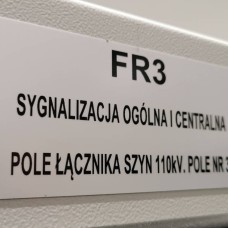 FR3
SYGNALIZACJA OGÓLNA I CENTRALNA
POLE ŁĄCZNIKA SZYN 110kV. POLE NR 3